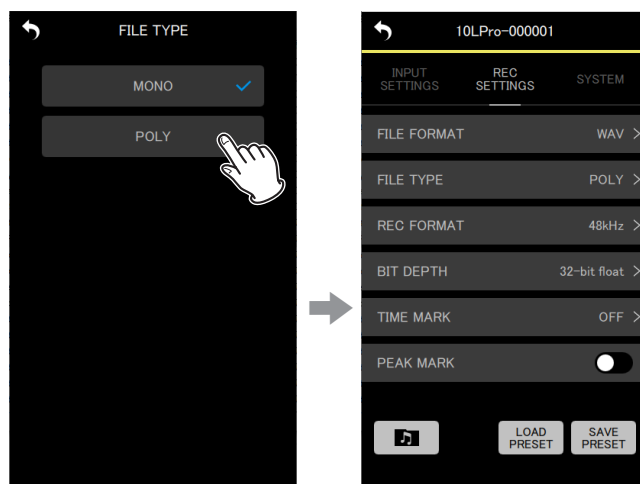 FILE TYPE
MONO
POLY
10LPro-000001
INPUT
SETTINGS
REC
SETTINGS
SYSTEM
FILE FORMAT WAV >
FILE TYPE POLY >
REC FORMAT 48kHz >
BIT DEPTH 32-bit float >
TIME MARK OFF >
PEAK MARK
LOAD
PRESET
SAVE
PRESET